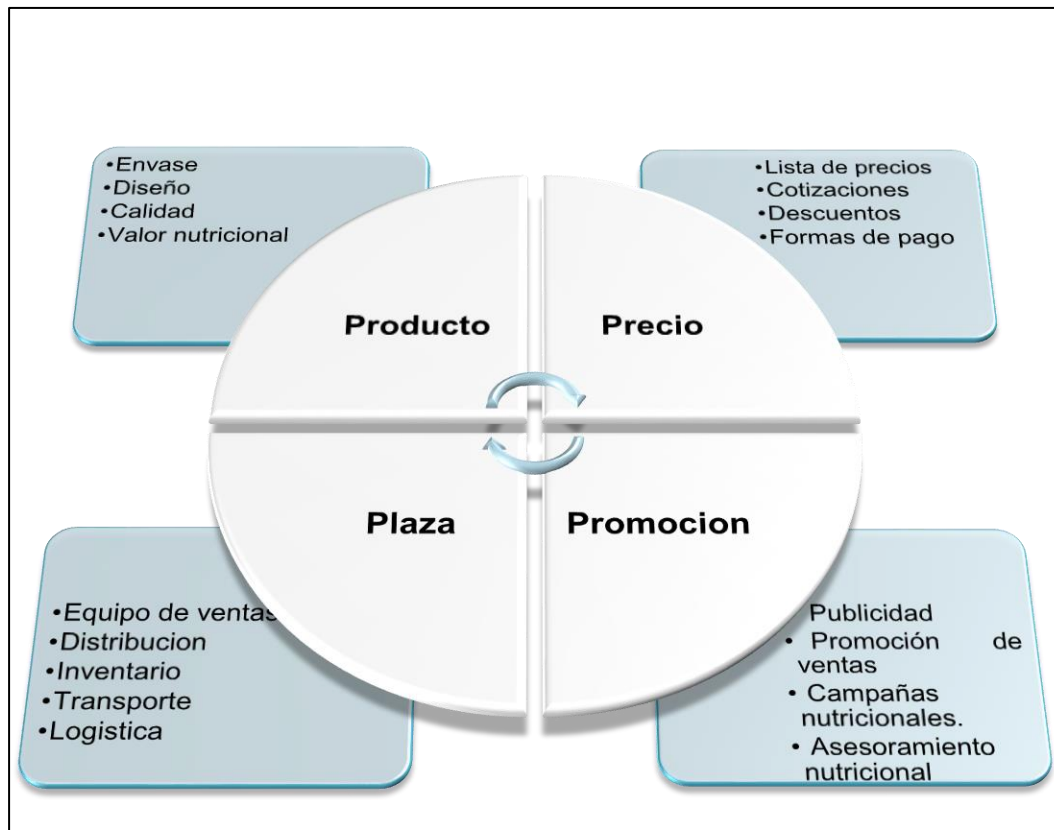 •Envase
•Diseño
•Calidad
•Valor nutricional
•Lista de precios
•Cotizaciones
•Descuentos
•Formas de pago
Producto
Precio
Plaza
Promocion
•Equipo de ventas
•Distribucion
•Inventario
•Transporte
•Logistica
• Publicidad
• Promoción de
ventas
• Campañas
nutricionales.
• Asesoramiento
nutricional